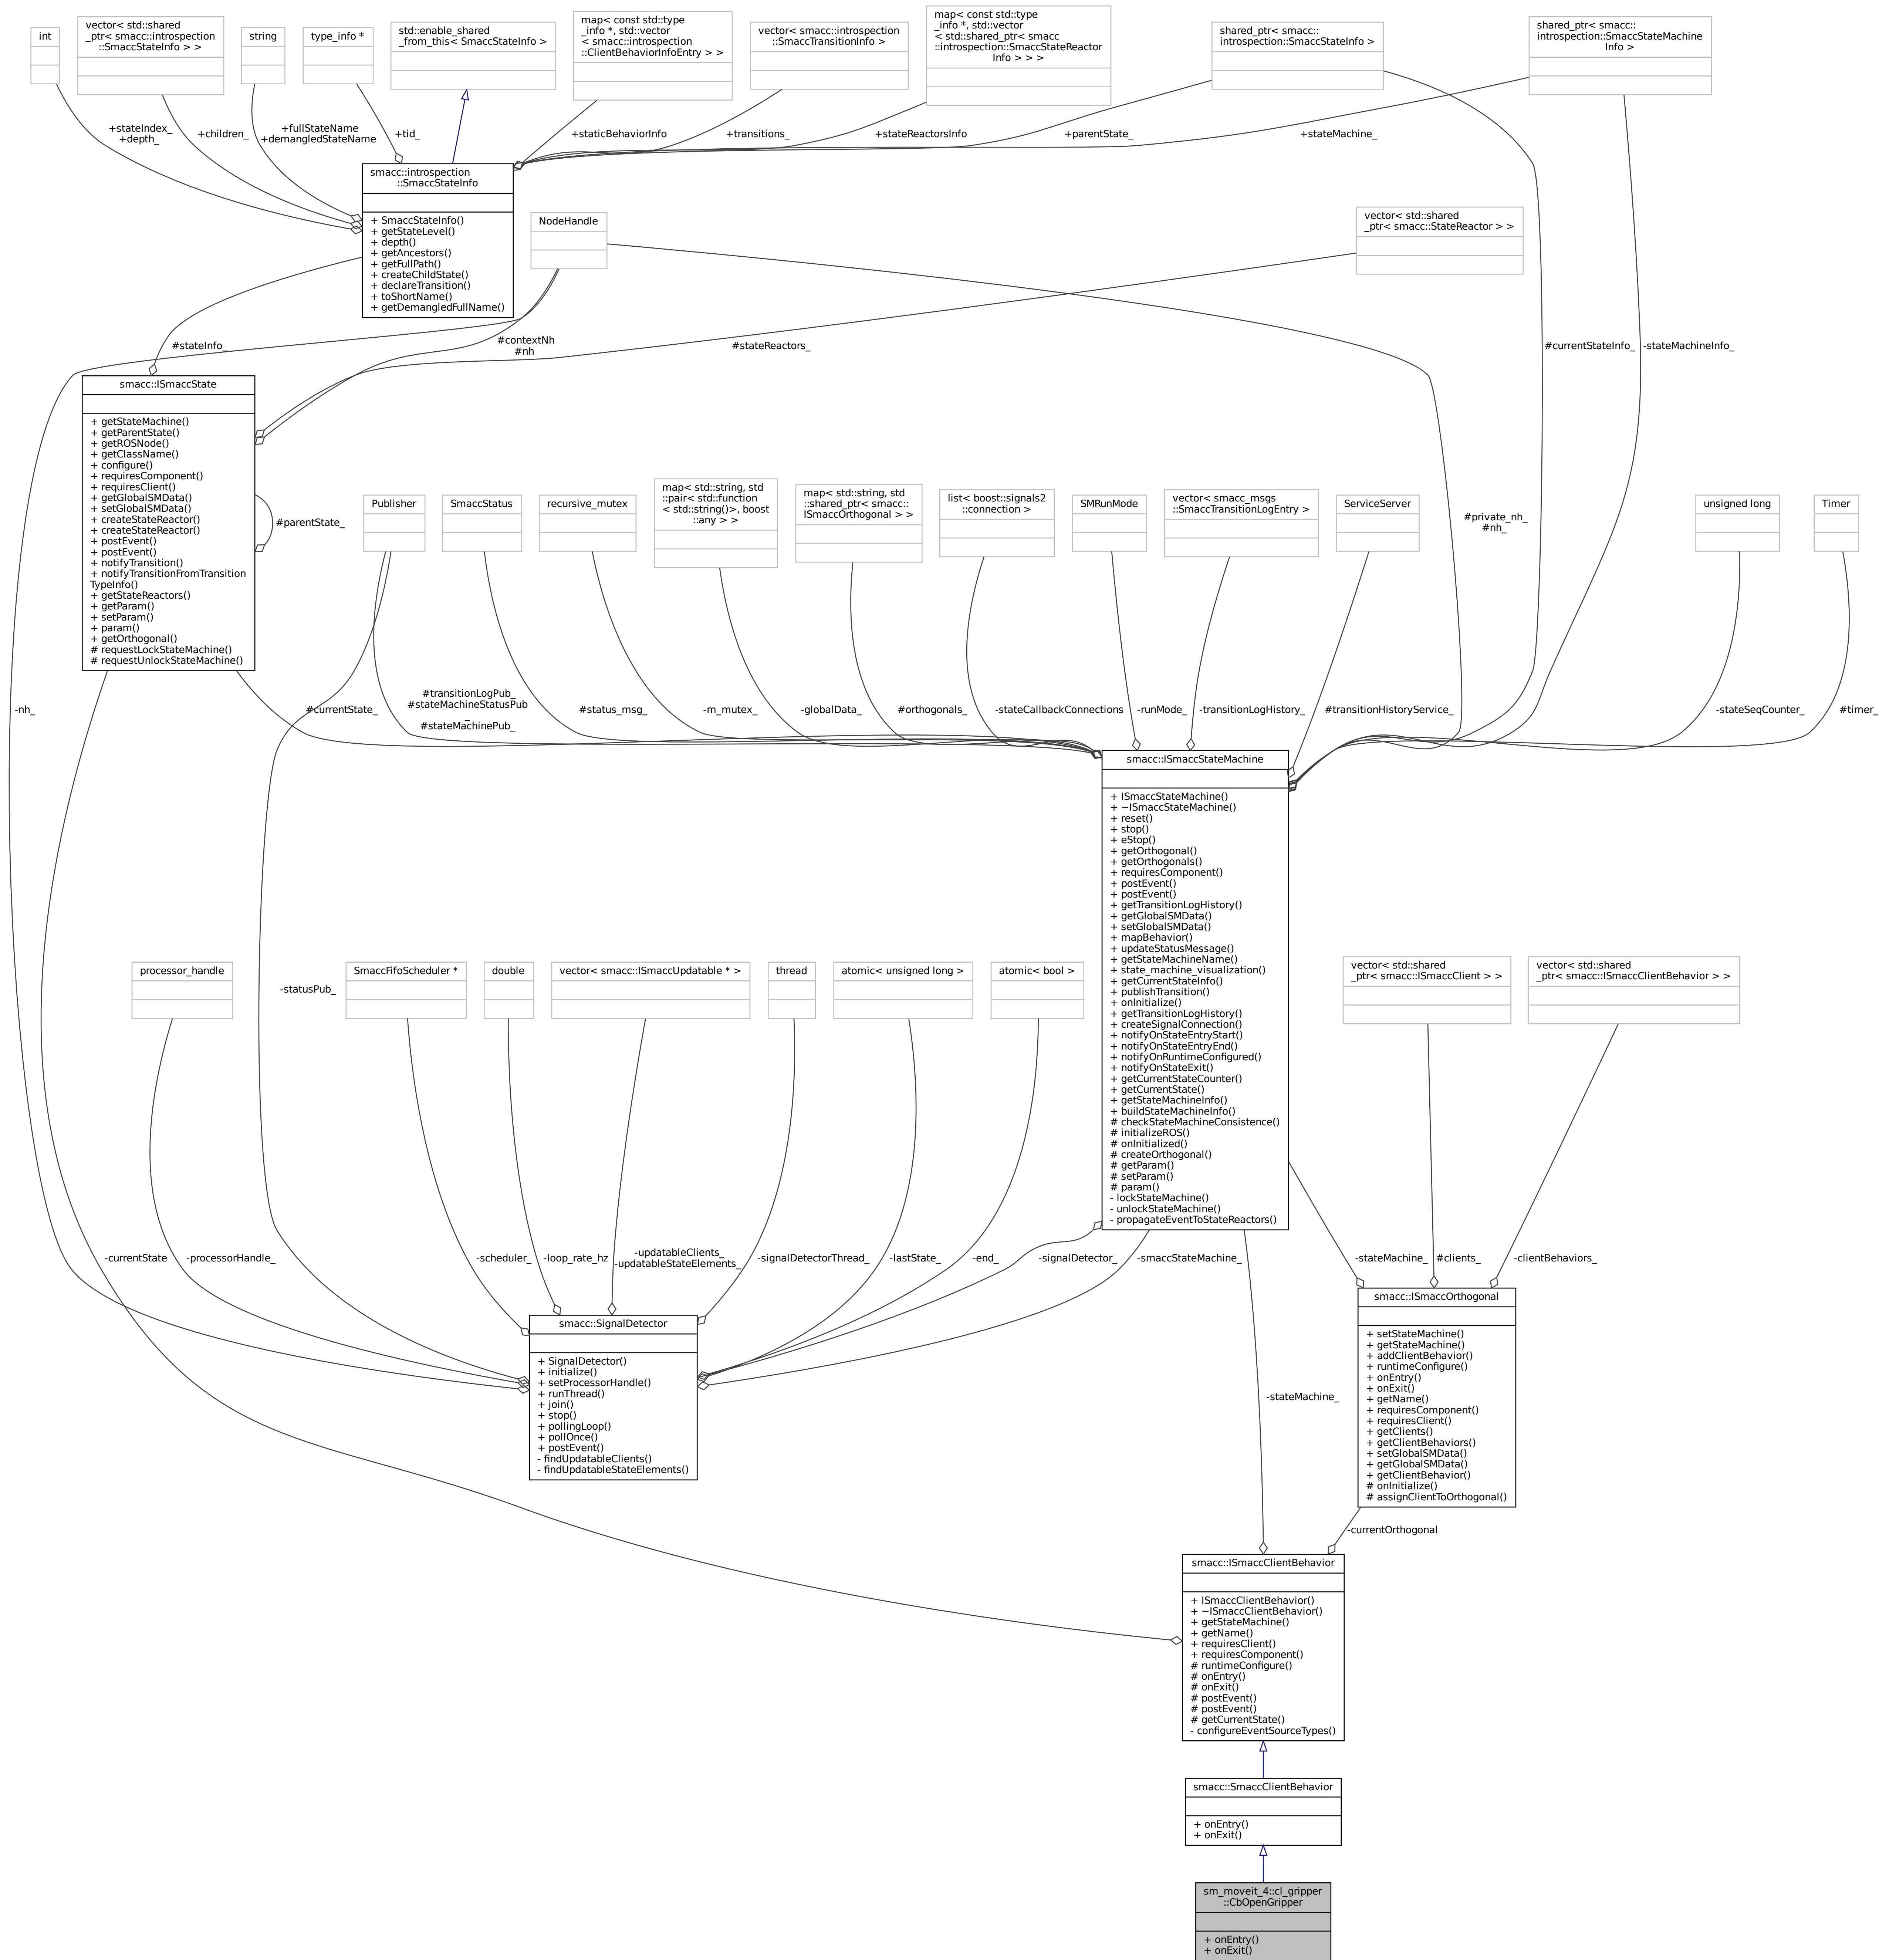 int
vector< std::shared
_ptr< smacc::introspection
::SmaccStateInfo > >
string
type_info *
std::enable_shared
_from_this< SmaccStateInfo >
map< const std::type
_info *, std::vector
< smacc::introspection
::ClientBehaviorInfoEntry > >
vector< smacc::introspection
::SmaccTransitionInfo >
map< const std::type
_info *, std::vector
< std::shared_ptr< smacc
::introspection::SmaccStateReactor
Info > > >
shared_ptr< smacc::
introspection::SmaccStateInfo >
shared_ptr< smacc::
introspection::SmaccStateMachine
Info >
+stateIndex_
+depth_
+children_
+fullStateName
+demangledStateName
+tid_
+staticBehaviorInfo
+transitions_
+stateReactorsInfo
+parentState_
+stateMachine_
smacc::introspection
::SmaccStateInfo
+ SmaccStateInfo()
+ getStateLevel()
+ depth()
+ getAncestors()
+ getFullPath()
+ createChildState()
+ declareTransition()
+ toShortName()
+ getDemangledFullName()
NodeHandle
vector< std::shared
_ptr< smacc::StateReactor > >
#stateInfo_
#contextNh
#nh
#stateReactors_
#currentStateInfo_
-stateMachineInfo_
smacc::ISmaccState
+ getStateMachine()
+ getParentState()
+ getROSNode()
+ getClassName()
+ configure()
+ requiresComponent()
+ requiresClient()
+ getGlobalSMData()
+ setGlobalSMData()
+ createStateReactor()
+ createStateReactor()
+ postEvent()
+ postEvent()
+ notifyTransition()
+ notifyTransitionFromTransition
TypeInfo()
+ getStateReactors()
+ getParam()
+ setParam()
+ param()
+ getOrthogonal()
# requestLockStateMachine()
# requestUnlockStateMachine()
#parentState_
Publisher
SmaccStatus
recursive_mutex
map< std::string, std
::pair< std::function
< std::string()>, boost
::any > >
map< std::string, std
::shared_ptr< smacc::
ISmaccOrthogonal > >
list< boost::signals2
::connection >
SMRunMode
vector< smacc_msgs
::SmaccTransitionLogEntry >
ServiceServer
#private_nh_
#nh_
unsigned long
Timer
-nh_
#currentState_
#transitionLogPub_
#stateMachineStatusPub
_
#stateMachinePub_
#status_msg_
-m_mutex_
-globalData_
#orthogonals_
-stateCallbackConnections
-runMode_
-transitionLogHistory_
#transitionHistoryService_
-stateSeqCounter_
#timer_
smacc::ISmaccStateMachine
+ ISmaccStateMachine()
+ ~ISmaccStateMachine()
+ reset()
+ stop()
+ eStop()
+ getOrthogonal()
+ getOrthogonals()
+ requiresComponent()
+ postEvent()
+ postEvent()
+ getTransitionLogHistory()
+ getGlobalSMData()
+ setGlobalSMData()
+ mapBehavior()
+ updateStatusMessage()
+ getStateMachineName()
+ state_machine_visualization()
+ getCurrentStateInfo()
+ publishTransition()
+ onInitialize()
+ getTransitionLogHistory()
+ createSignalConnection()
+ notifyOnStateEntryStart()
+ notifyOnStateEntryEnd()
+ notifyOnRuntimeConfigured()
+ notifyOnStateExit()
+ getCurrentStateCounter()
+ getCurrentState()
+ getStateMachineInfo()
+ buildStateMachineInfo()
# checkStateMachineConsistence()
# initializeROS()
# onInitialized()
# createOrthogonal()
# getParam()
# setParam()
# param()
- lockStateMachine()
- unlockStateMachine()
- propagateEventToStateReactors()
processor_handle
-statusPub_
SmaccFifoScheduler *
double
vector< smacc::ISmaccUpdatable * >
thread
atomic< unsigned long >
atomic< bool >
vector< std::shared
_ptr< smacc::ISmaccClient > >
vector< std::shared
_ptr< smacc::ISmaccClientBehavior > >
-currentState
-processorHandle_
-scheduler_
-loop_rate_hz
-updatableClients_
-updatableStateElements_
-signalDetectorThread_
-lastState_
-end_
-signalDetector_
-smaccStateMachine_
-stateMachine_
#clients_
-clientBehaviors_
smacc::SignalDetector
+ SignalDetector()
+ initialize()
+ setProcessorHandle()
+ runThread()
+ join()
+ stop()
+ pollingLoop()
+ pollOnce()
+ postEvent()
- findUpdatableClients()
- findUpdatableStateElements()
-stateMachine_
smacc::ISmaccOrthogonal
+ setStateMachine()
+ getStateMachine()
+ addClientBehavior()
+ runtimeConfigure()
+ onEntry()
+ onExit()
+ getName()
+ requiresComponent()
+ requiresClient()
+ getClients()
+ getClientBehaviors()
+ setGlobalSMData()
+ getGlobalSMData()
+ getClientBehavior()
# onInitialize()
# assignClientToOrthogonal()
-currentOrthogonal
smacc::ISmaccClientBehavior
+ ISmaccClientBehavior()
+ ~ISmaccClientBehavior()
+ getStateMachine()
+ getName()
+ requiresClient()
+ requiresComponent()
# runtimeConfigure()
# onEntry()
# onExit()
# postEvent()
# postEvent()
# getCurrentState()
- configureEventSourceTypes()
smacc::SmaccClientBehavior
+ onEntry()
+ onExit()
sm_moveit_4::cl_gripper
::CbOpenGripper
+ onEntry()
+ onExit()